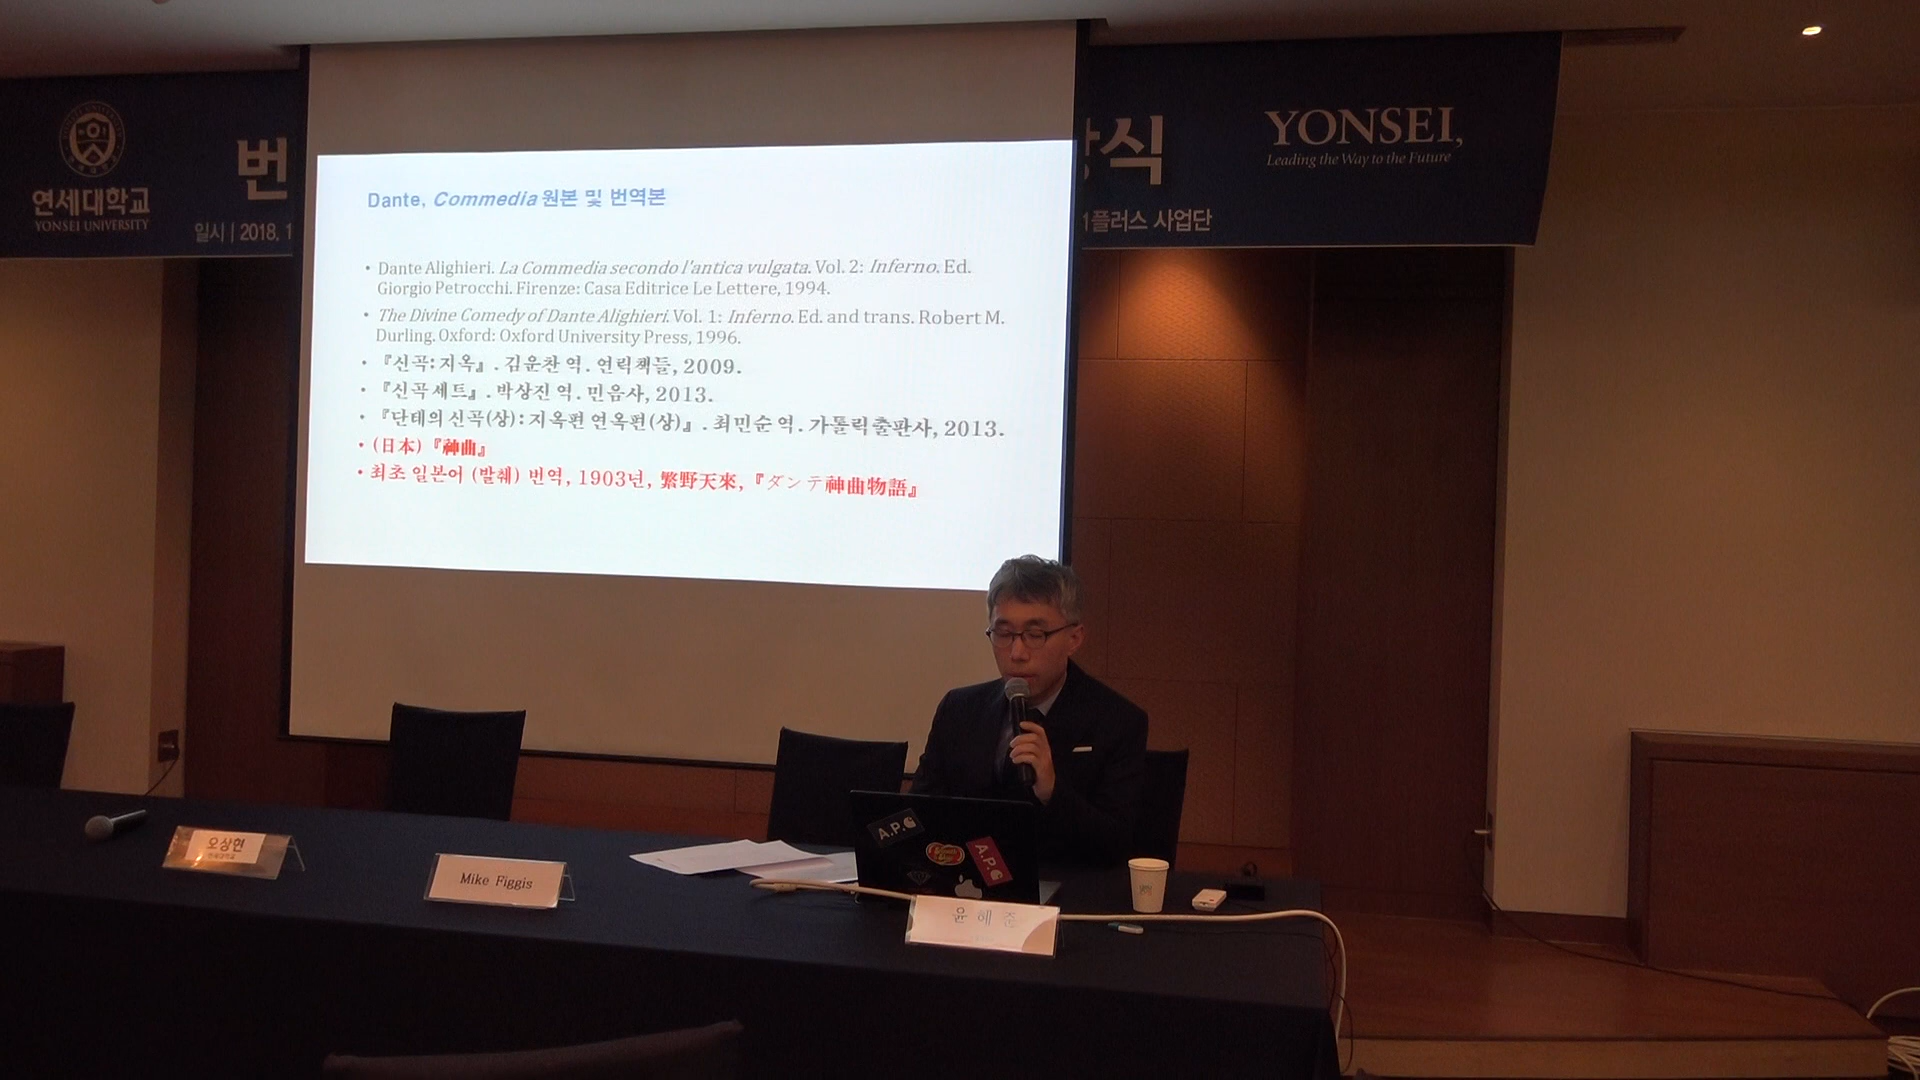 연세대학교
YONSEI UNIVERSITY
번
일시 | 2018. 1
식
1플러스 사업단
YONSEI,
Leading the Way to the Future
Dante, Commedia 원본 및 번역본
• Dante Alighieri. La Commedia secondo l'antica vulgata. Vol. 2: Inferno. Ed.
Giorgio Petrocchi. Firenze: Casa Editrice Le Lettere, 1994.
• The Divine Comedy of Dante Alighieri. Vol. 1: Inferno. Ed. and trans. Robert M.
Durling. Oxford: Oxford University Press, 1996.
• 『신곡: 지옥』. 김운찬 역. 연릭책들, 2009.
• 『신곡 세트』. 박상진 역. 민음사, 2013.
• 『단테의 신곡(상): 지옥편 연옥편(상)』. 최민순 역. 가톨릭출판사, 2013.
• (日本) 『神曲』
• 최초 일본어 (발췌) 번역, 1903년, 繁野天來, 『ダンテ神曲物語』
오상현
연세대학교
Mike Figgis
A.P.C
A.P.C
윤혜준